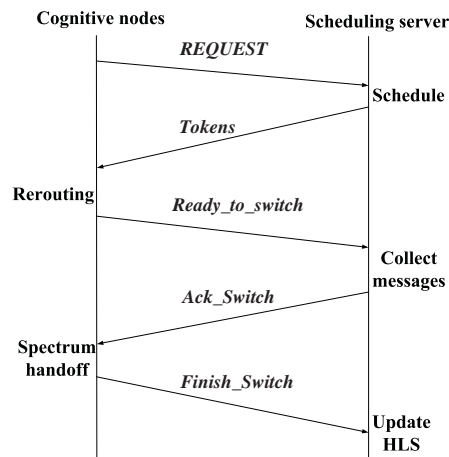 Cognitive nodes
Scheduling server
REQUEST
Schedule
Tokens
Rerouting
Ready_to_switch
Collect
messages
Ack_Switch
Spectrum
handoff
Finish_Switch
Update
HLS